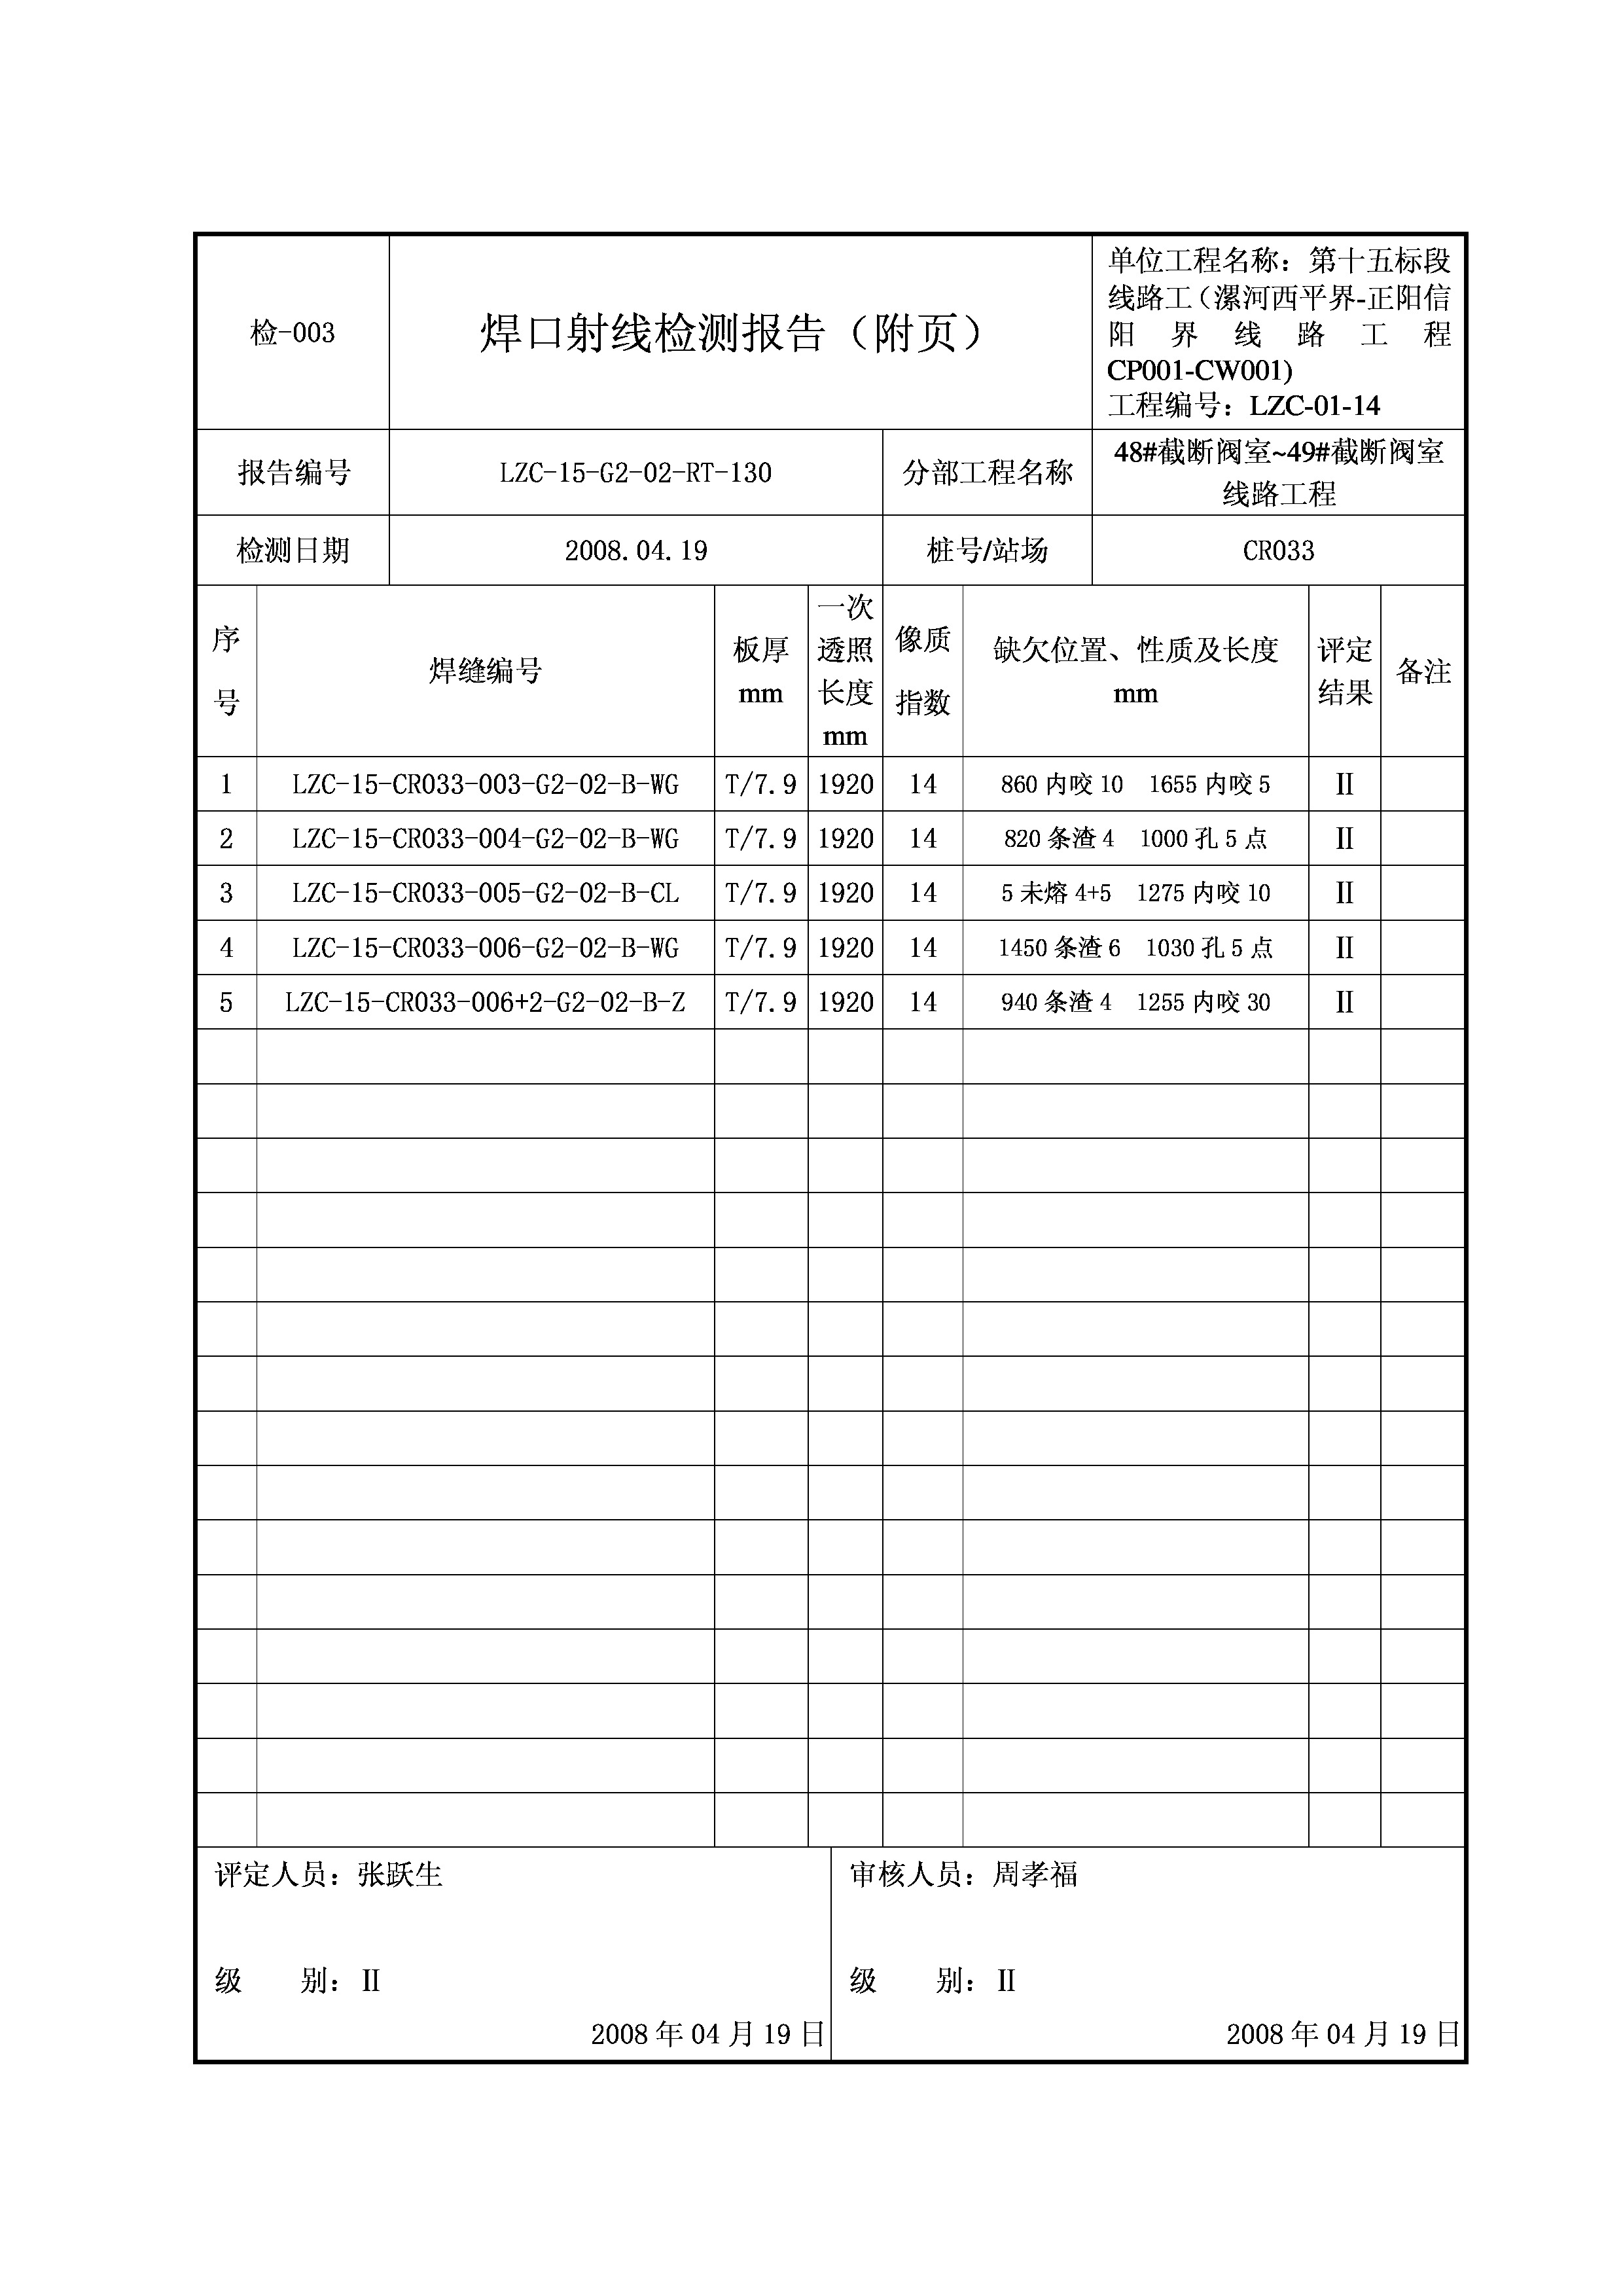 检-003
焊口射线检测报告（附页）
单位工程名称：第十五标段
线路工（漯河西平界-正阳信
阳界线路工程
CP001-CW001)
工程编号：LZC-01-14
报告编号
LZC-15-G2-02-RT-130
分部工程名称
48#截断阀室~49#截断阀室
线路工程
检测日期
2008.04.19
桩号/站场
CR033
序
号
焊缝编号
板厚
mm
一次
透照
长度
mm
像质
指数
缺欠位置、性质及长度
mm
评定
结果
备注
1 LZC-15-CR033-003-G2-02-B-WG T/7.9 1920 14 860 内咬 10 1655 内咬 5 II
2 LZC-15-CR033-004-G2-02-B-WG T/7.9 1920 14 820 条渣 4 1000 孔 5 点 II
3 LZC-15-CR033-005-G2-02-B-CL T/7.9 1920 14 5 未熔 4+5 1275 内咬 10 II
4 LZC-15-CR033-006-G2-02-B-WG T/7.9 1920 14 1450 条渣 6 1030 孔 5 点 II
5 LZC-15-CR033-006+2-G2-02-B-Z T/7.9 1920 14 940 条渣 4 1255 内咬 30 II
评定人员：张跃生
级 别：II
2008 年 04 月 19 日
审核人员：周孝福
级 别：II
2008 年 04 月 19 日